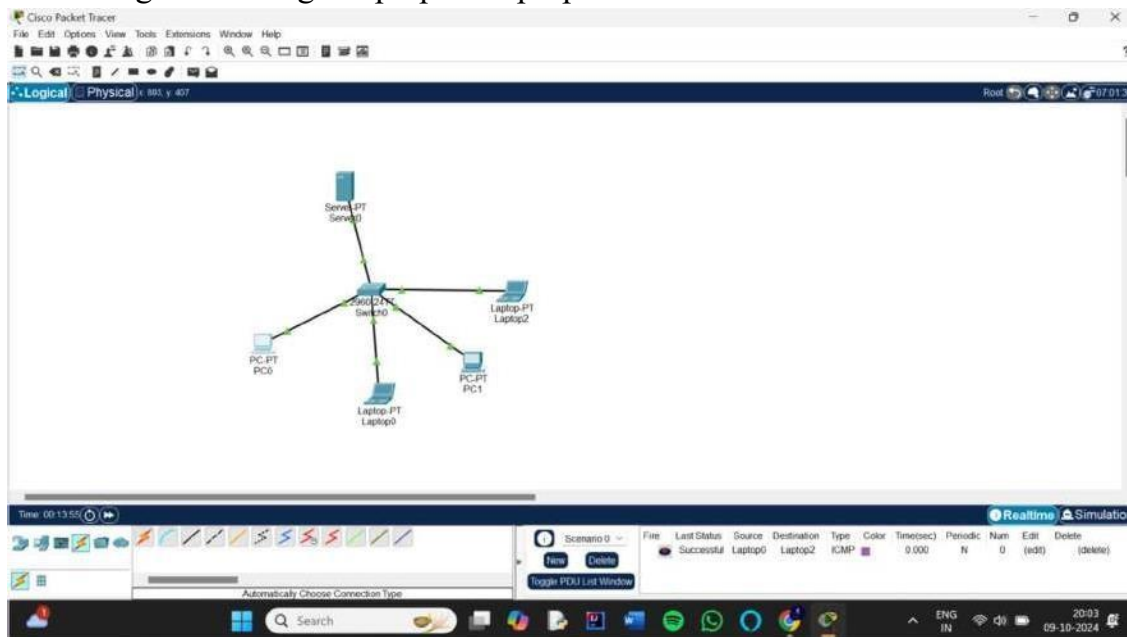 Cisco Packet Tracer
File Edit Options View Tools Extensions Window Help
Logical Physical x: 893, y: 407 Root
Server-PT
Server0
2960-24TT
Switch0
Laptop-PT
Laptop2
PC-PT
PC0
PC-PT
PC1
Laptop-PT
Laptop0
Time: 00:13:55 Realtime Simulatio
Scenario 0 Fire Last Status Source Destination Type Color Time(sec) Periodic Num Edit Delete
Successful Laptop0 Laptop2 ICMP 0.000 N 0 (edit) (delete)
New Delete
Toggle PDU List Window
Automatically Choose Connection Type
Search ENG 20:03
IN 09-10-2024